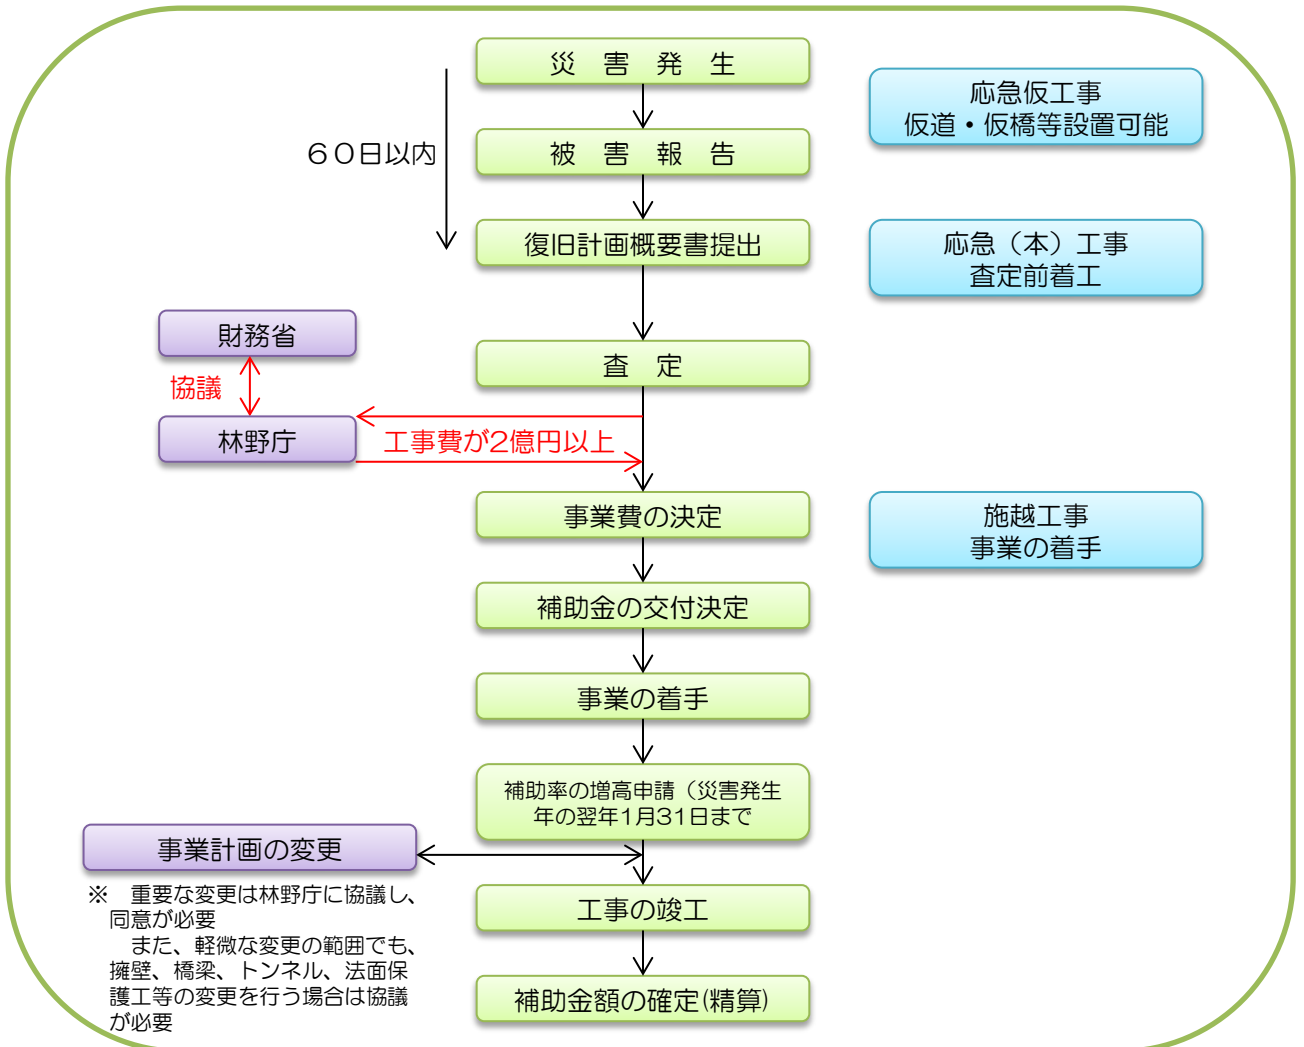 災　害　発　生
応急仮工事
仮道・仮橋等設置可能
６０日以内
被　害　報　告
復旧計画概要書提出
応急（本）工事
査定前着工
財務省
協議
査　定
林野庁
工事費が2億円以上
事業費の決定
施越工事
事業の着手
補助金の交付決定
事業の着手
補助率の増高申請（災害発生
年の翌年1月31日まで
事業計画の変更
※　重要な変更は林野庁に協議し、
同意が必要
また、軽微な変更の範囲でも、
擁壁、橋梁、トンネル、法面保
護工等の変更を行う場合は協議
が必要
工事の竣工
補助金額の確定(精算)